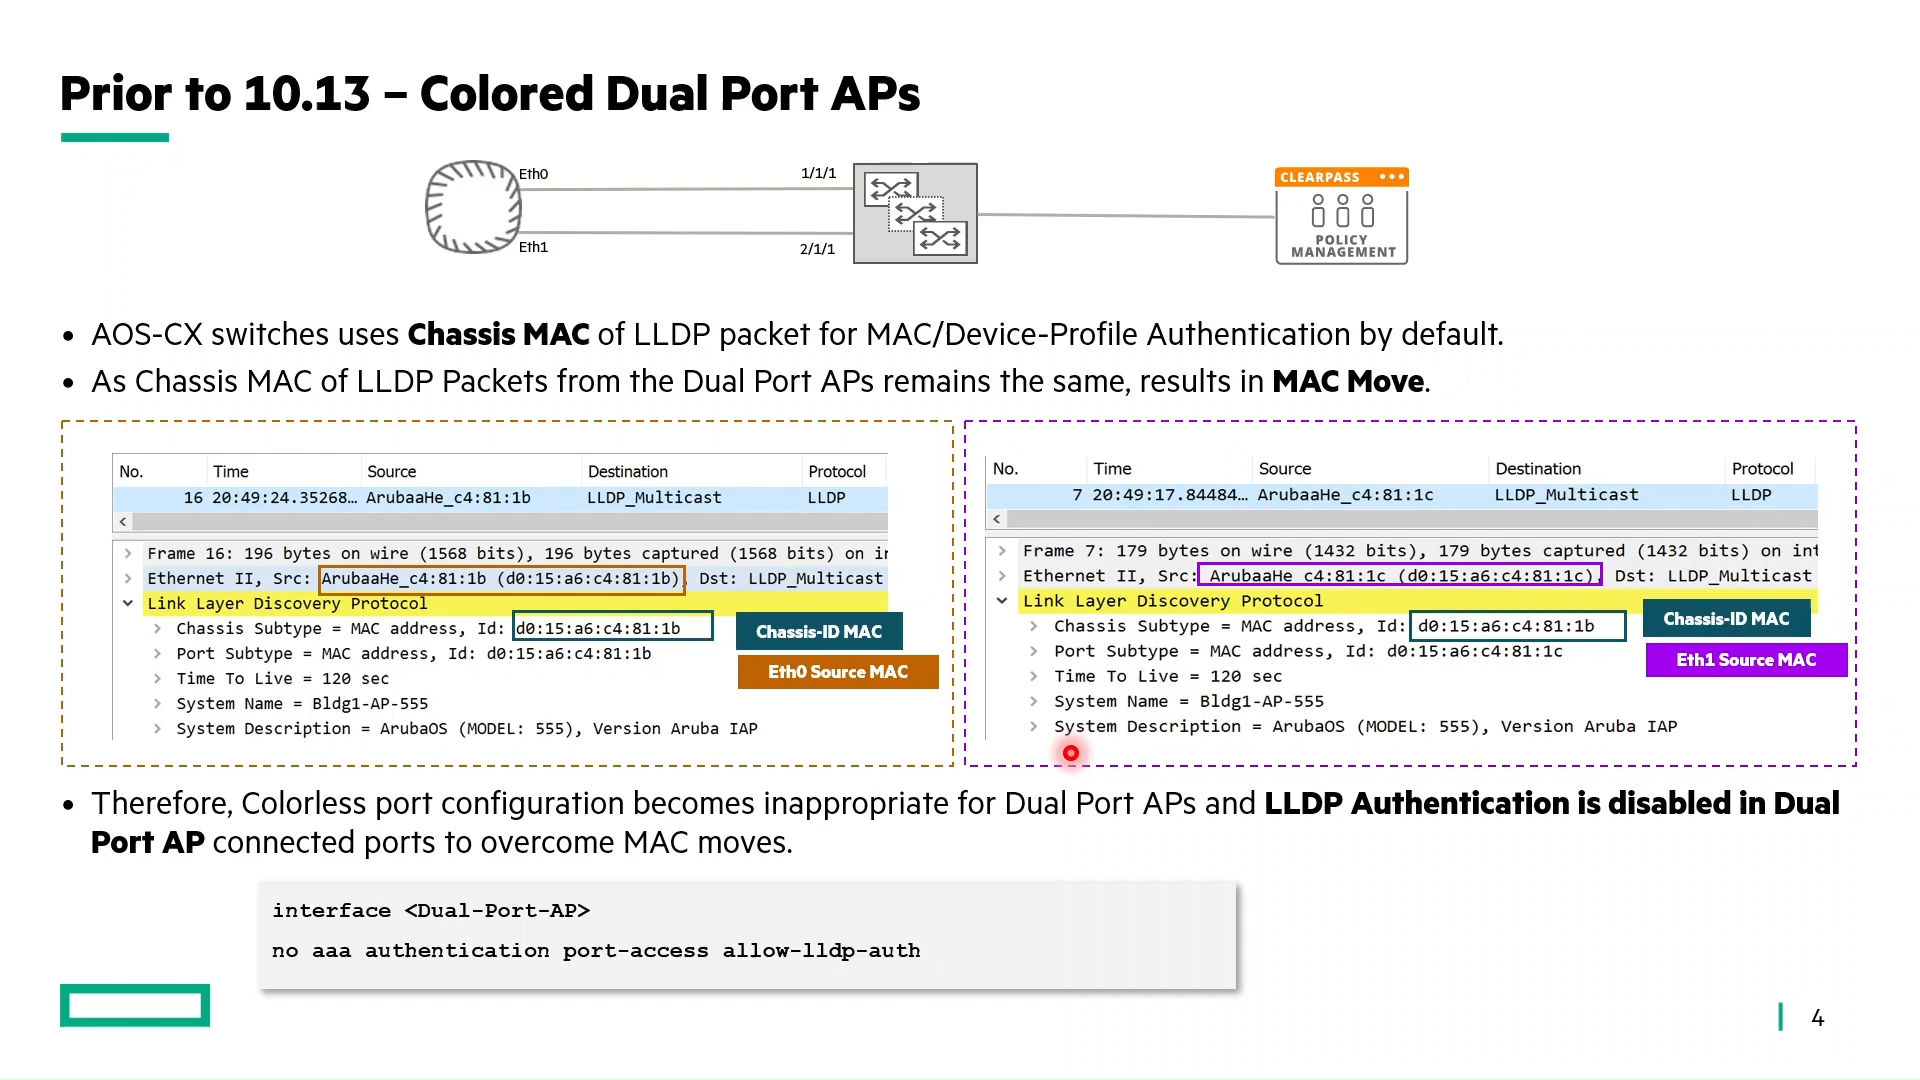 Prior to 10.13 – Colored Dual Port APs
Eth0
1/1/1
Eth1
2/1/1
CLEARPASS
POLICY
MANAGEMENT
• AOS-CX switches uses Chassis MAC of LLDP packet for MAC/Device-Profile Authentication by default.
• As Chassis MAC of LLDP Packets from the Dual Port APs remains the same, results in MAC Move.
No. Time Source Destination Protocol
16 20:49:24.35268… ArubaaHe_c4:81:1b LLDP_Multicast LLDP
Frame 16: 196 bytes on wire (1568 bits), 196 bytes captured (1568 bits) on in
Ethernet II, Src: ArubaaHe_c4:81:1b (d0:15:a6:c4:81:1b), Dst: LLDP_Multicast
Link Layer Discovery Protocol
Chassis Subtype = MAC address, Id: d0:15:a6:c4:81:1b
Port Subtype = MAC address, Id: d0:15:a6:c4:81:1b
Time To Live = 120 sec
System Name = Bldg1-AP-555
System Description = ArubaOS (MODEL: 555), Version Aruba IAP
Chassis-ID MAC
Eth0 Source MAC
No. Time Source Destination Protocol
7 20:49:17.84484… ArubaaHe_c4:81:1c LLDP_Multicast LLDP
Frame 7: 179 bytes on wire (1432 bits), 179 bytes captured (1432 bits) on int
Ethernet II, Src: ArubaaHe_c4:81:1c (d0:15:a6:c4:81:1c), Dst: LLDP_Multicast
Link Layer Discovery Protocol
Chassis Subtype = MAC address, Id: d0:15:a6:c4:81:1b
Port Subtype = MAC address, Id: d0:15:a6:c4:81:1c
Time To Live = 120 sec
System Name = Bldg1-AP-555
System Description = ArubaOS (MODEL: 555), Version Aruba IAP
Chassis-ID MAC
Eth1 Source MAC
• Therefore, Colorless port configuration becomes inappropriate for Dual Port APs and LLDP Authentication is disabled in Dual
Port AP connected ports to overcome MAC moves.
interface <Dual-Port-AP>
no aaa authentication port-access allow-lldp-auth
4